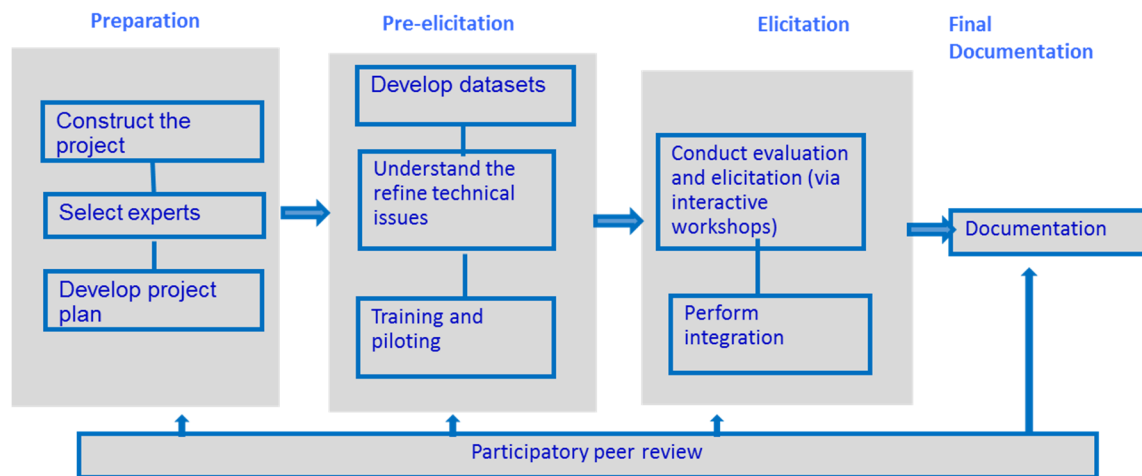 Preparation
Pre-elicitation
Elicitation
Final
Documentation
Construct the
project
Select experts
Develop project
plan
Develop datasets
Understand the
refine technical
issues
Training and
piloting
Conduct evaluation
and elicitation (via
interactive
workshops)
Perform
integration
Documentation
Participatory peer review